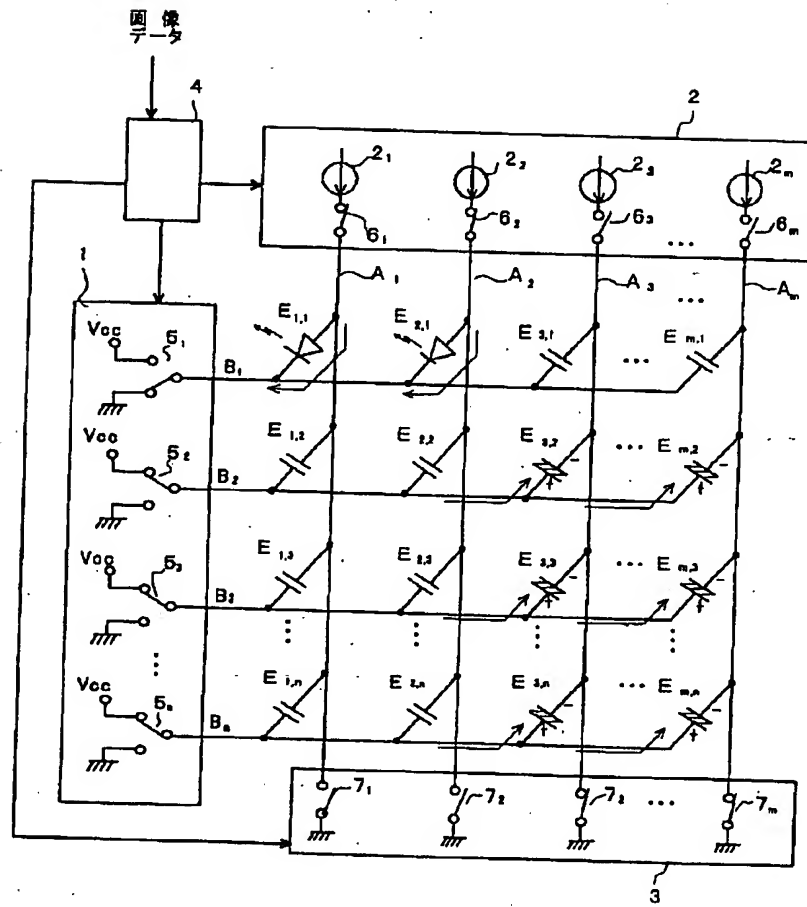 画像
データ
4
2
2₁ 2₂ 2₃ 2m
6₁ 6₂ 6₃ ... 6m
1
A₁ A₂ A₃ ... Am
Vcc 5₁ B₁ E1,1 E2,1 E3,1 ... Em,1
Vcc 5₂ B₂ E1,2 E2,2 E3,2 ... Em,2
+ - + -
Vcc 5₃ B₃ E1,3 E2,3 E3,3 ... Em,3
+ - + -
Vcc 5n Bn E1,n E2,n E3,n ... Em,n
+ - + -
7₁ 7₂ 7₃ ... 7m
3